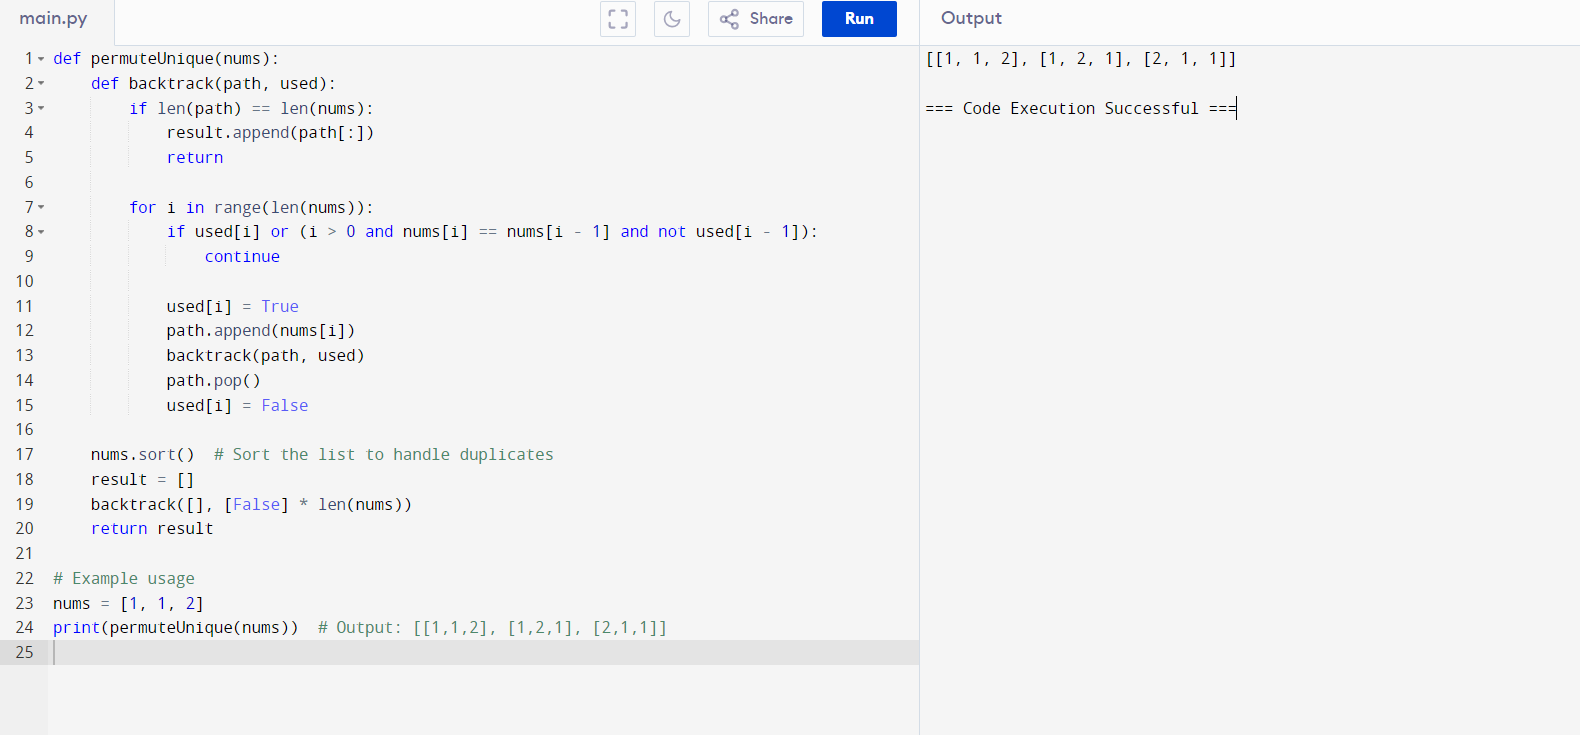 main.py
Share
Run
Output
1 def permuteUnique(nums):
2     def backtrack(path, used):
3         if len(path) == len(nums):
4             result.append(path[:])
5             return
6
7         for i in range(len(nums)):
8             if used[i] or (i > 0 and nums[i] == nums[i - 1] and not used[i - 1]):
9                 continue
10
11             used[i] = True
12             path.append(nums[i])
13             backtrack(path, used)
14             path.pop()
15             used[i] = False
16
17     nums.sort()  # Sort the list to handle duplicates
18     result = []
19     backtrack([], [False] * len(nums))
20     return result
21
22 # Example usage
23 nums = [1, 1, 2]
24 print(permuteUnique(nums))  # Output: [[1,1,2], [1,2,1], [2,1,1]]
25
[[1, 1, 2], [1, 2, 1], [2, 1, 1]]
=== Code Execution Successful ===